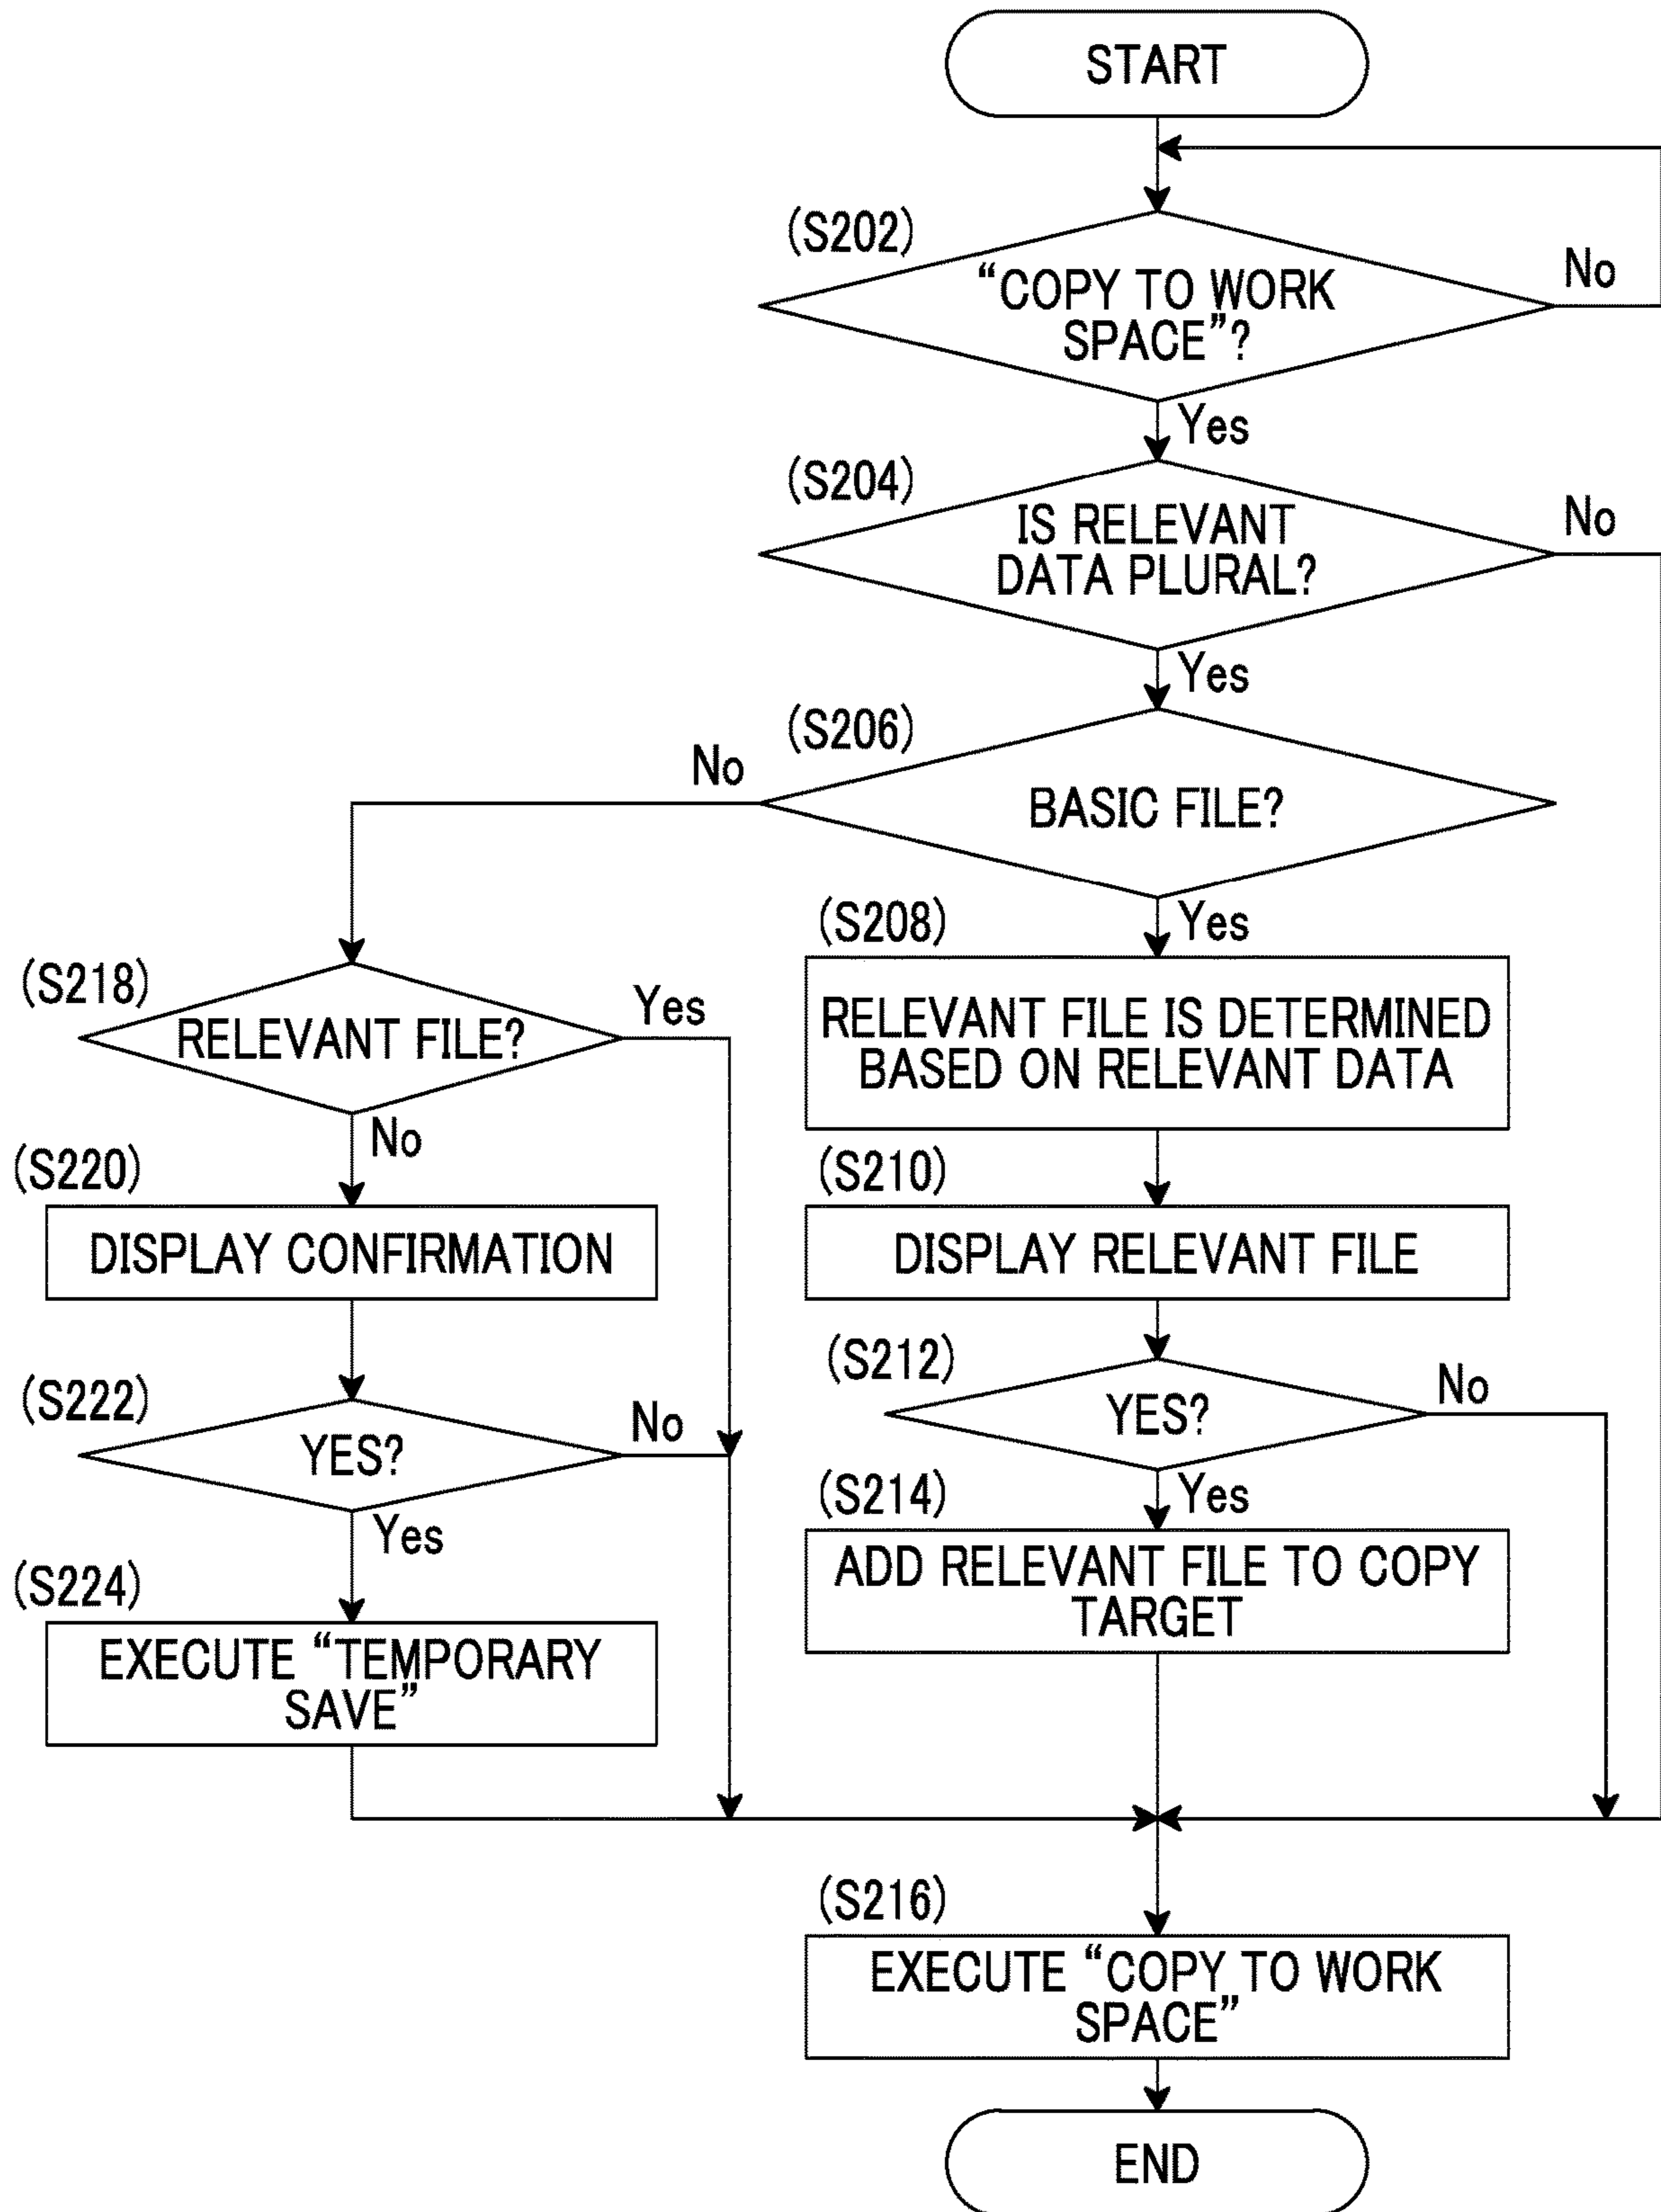 START
(S202)
“COPY TO WORK
SPACE”?
No
Yes
(S204)
IS RELEVANT
DATA PLURAL?
No
Yes
(S206)
No
BASIC FILE?
Yes
(S208)
RELEVANT FILE IS DETERMINED
BASED ON RELEVANT DATA
(S218)
RELEVANT FILE?
Yes
No
(S220)
DISPLAY CONFIRMATION
(S210)
DISPLAY RELEVANT FILE
(S222)
YES?
No
Yes
(S212)
YES?
No
Yes
(S224)
EXECUTE “TEMPORARY
SAVE”
(S214)
ADD RELEVANT FILE TO COPY
TARGET
(S216)
EXECUTE “COPY TO WORK
SPACE”
END